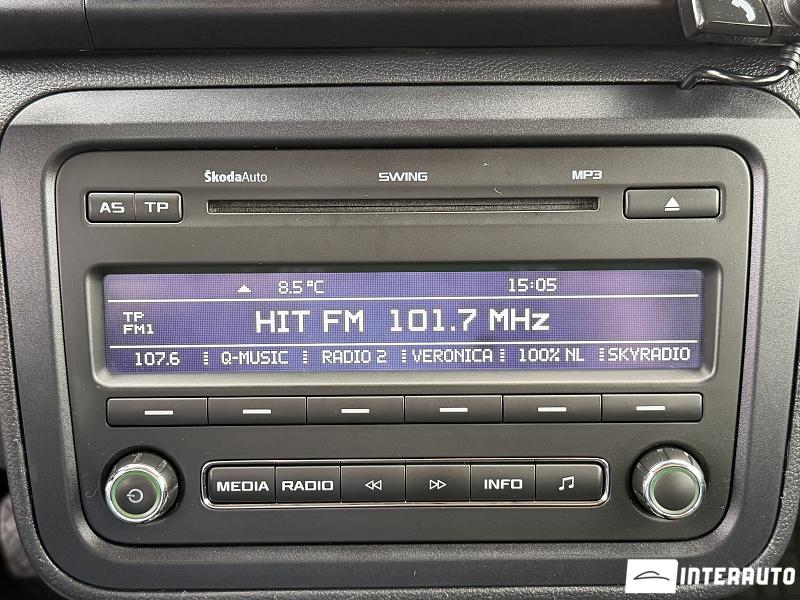 ŠkodaAuto SWING MP3
AS TP
8.5°C 15:05
TP
FM1
HIT FM 101.7 MHz
107.6 Q-MUSIC RADIO 2 VERONICA 100% NL SKYRADIO
MEDIA RADIO INFO
INTERAUTO